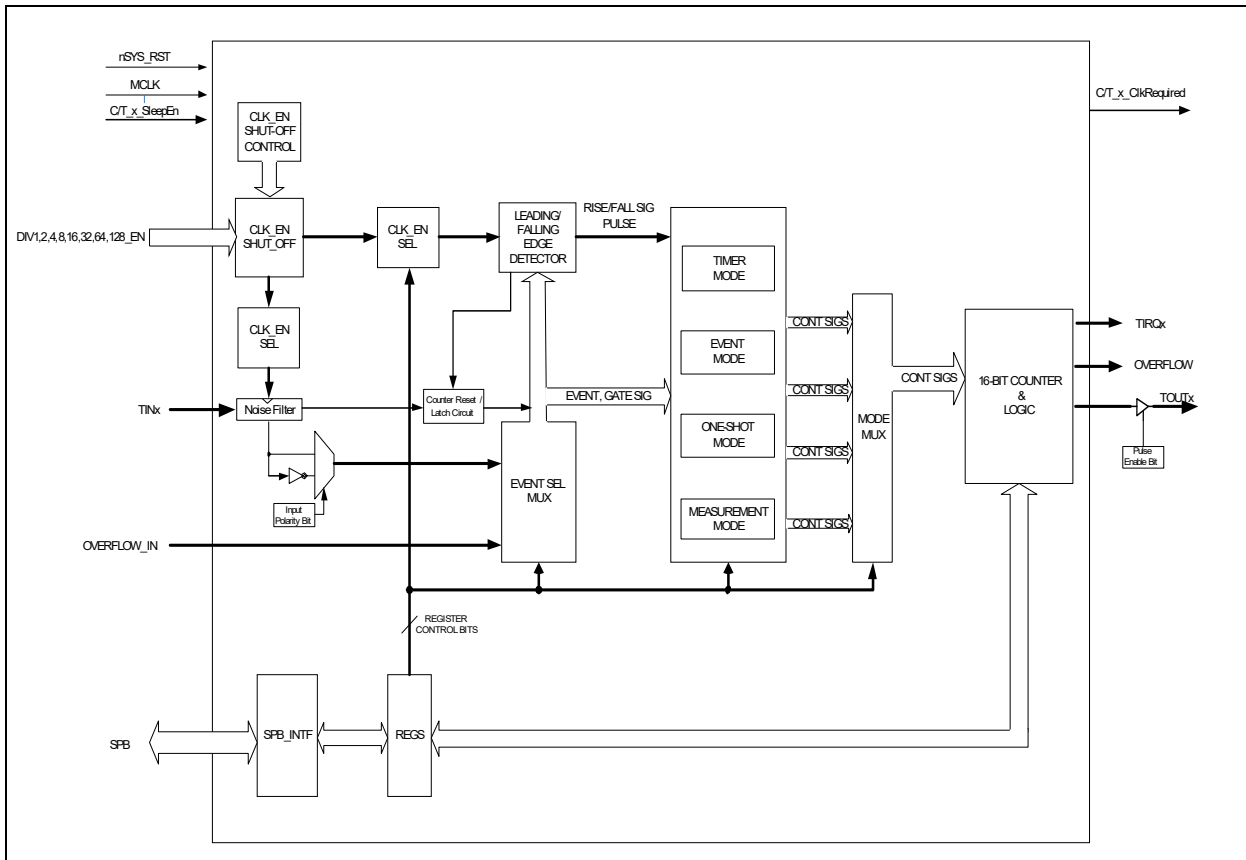 nSYS_RST
MCLK
C/T_x_SleepEn
C/T_x_ClkRequired
CLK_EN
SHUT-OFF
CONTROL
DIV1,2,4,8,16,32,64,128_EN
CLK_EN
SHUT_OFF
CLK_EN
SEL
LEADING/
FALLING
EDGE
DETECTOR
RISE/FALL SIG
PULSE
CLK_EN
SEL
TINx
Noise Filter
Counter Reset /
Latch Circuit
EVENT, GATE SIG
Input
Polarity Bit
EVENT SEL
MUX
OVERFLOW_IN
TIMER
MODE
EVENT
MODE
ONE-SHOT
MODE
MEASUREMENT
MODE
CONT SIGS
CONT SIGS
CONT SIGS
CONT SIGS
MODE
MUX
CONT SIGS
16-BIT COUNTER
&
LOGIC
TIRQx
OVERFLOW
TOUTx
Pulse
Enable Bit
REGISTER
CONTROL BITS
SPB
SPB_INTF
REGS